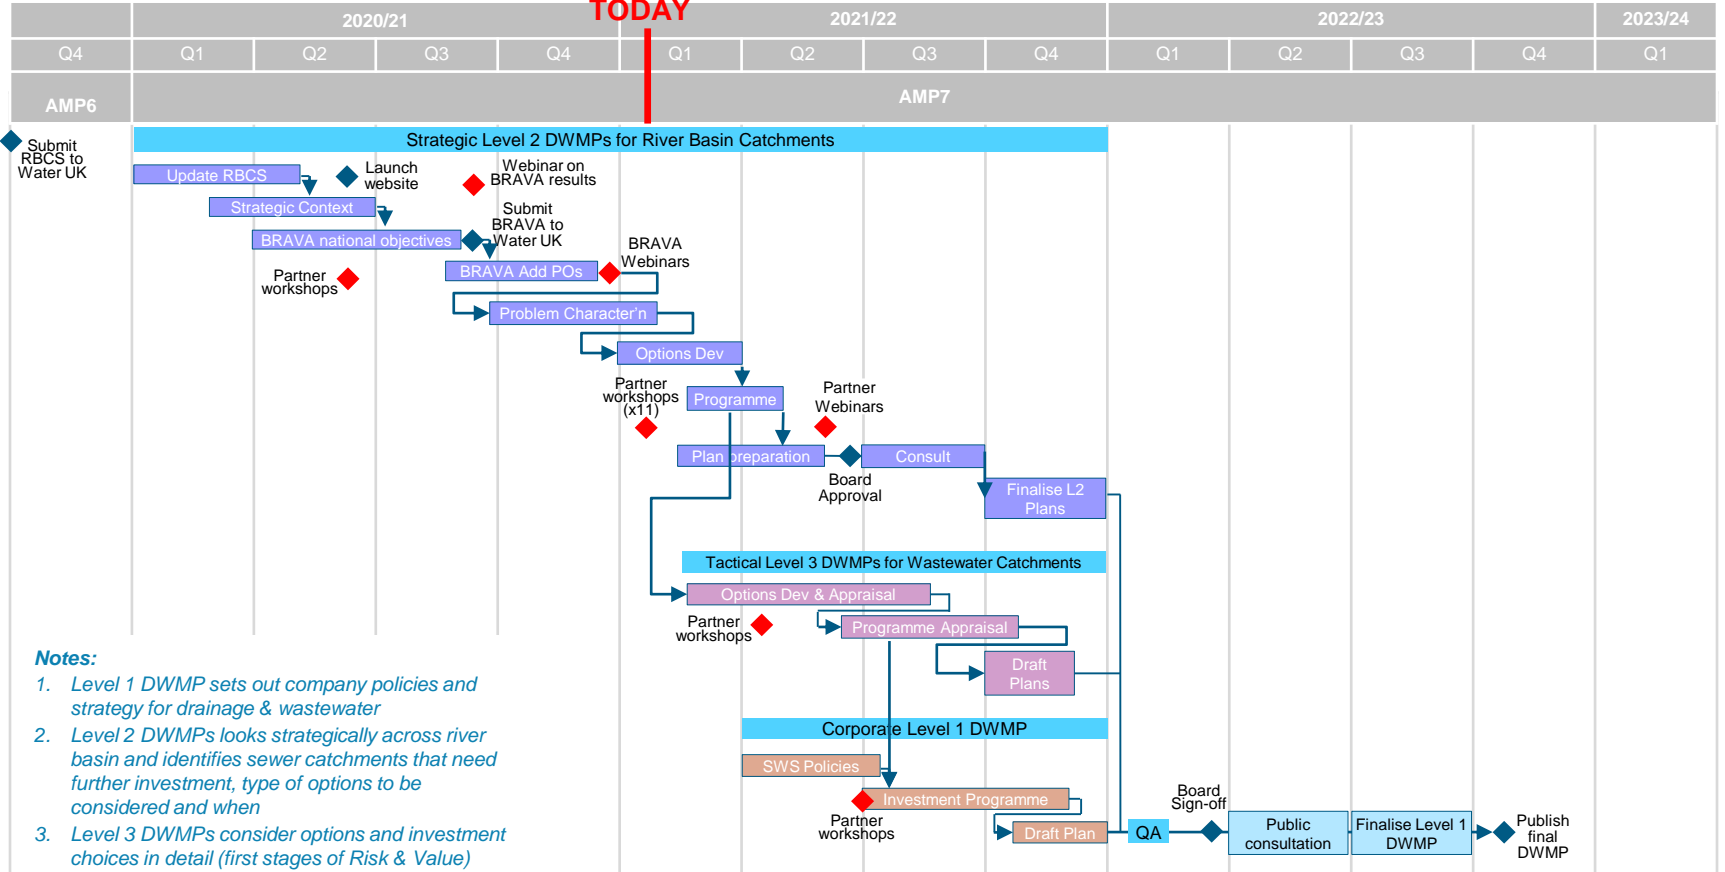 TODAY
2020/21
2021/22
2022/23
2023/24
Q4
Q1
Q2
Q3
Q4
Q1
Q2
Q3
Q4
Q1
Q2
Q3
Q4
Q1
AMP6
AMP7
Strategic Level 2 DWMPs for River Basin Catchments
Submit
RBCS to
Water UK
Update RBCS
Launch
website
Webinar on
BRAVA results
Strategic Context
Submit
BRAVA to
Water UK
BRAVA national objectives
BRAVA
Webinars
BRAVA Add POs
Partner
workshops
Problem Character'n
Options Dev
Partner
workshops
(x11)
Programme
Partner
Webinars
Plan preparation
Consult
Board
Approval
Finalise L2
Plans
Tactical Level 3 DWMPs for Wastewater Catchments
Options Dev & Appraisal
Partner
workshops
Programme Appraisal
Draft
Plans
Corporate Level 1 DWMP
SWS Policies
Investment Programme
Partner
workshops
Draft Plan
QA
Board
Sign-off
Public
consultation
Finalise Level 1
DWMP
Publish
final
DWMP
Notes:
1. Level 1 DWMP sets out company policies and
strategy for drainage & wastewater
2. Level 2 DWMPs looks strategically across river
basin and identifies sewer catchments that need
further investment, type of options to be
considered and when
3. Level 3 DWMPs consider options and investment
choices in detail (first stages of Risk & Value)